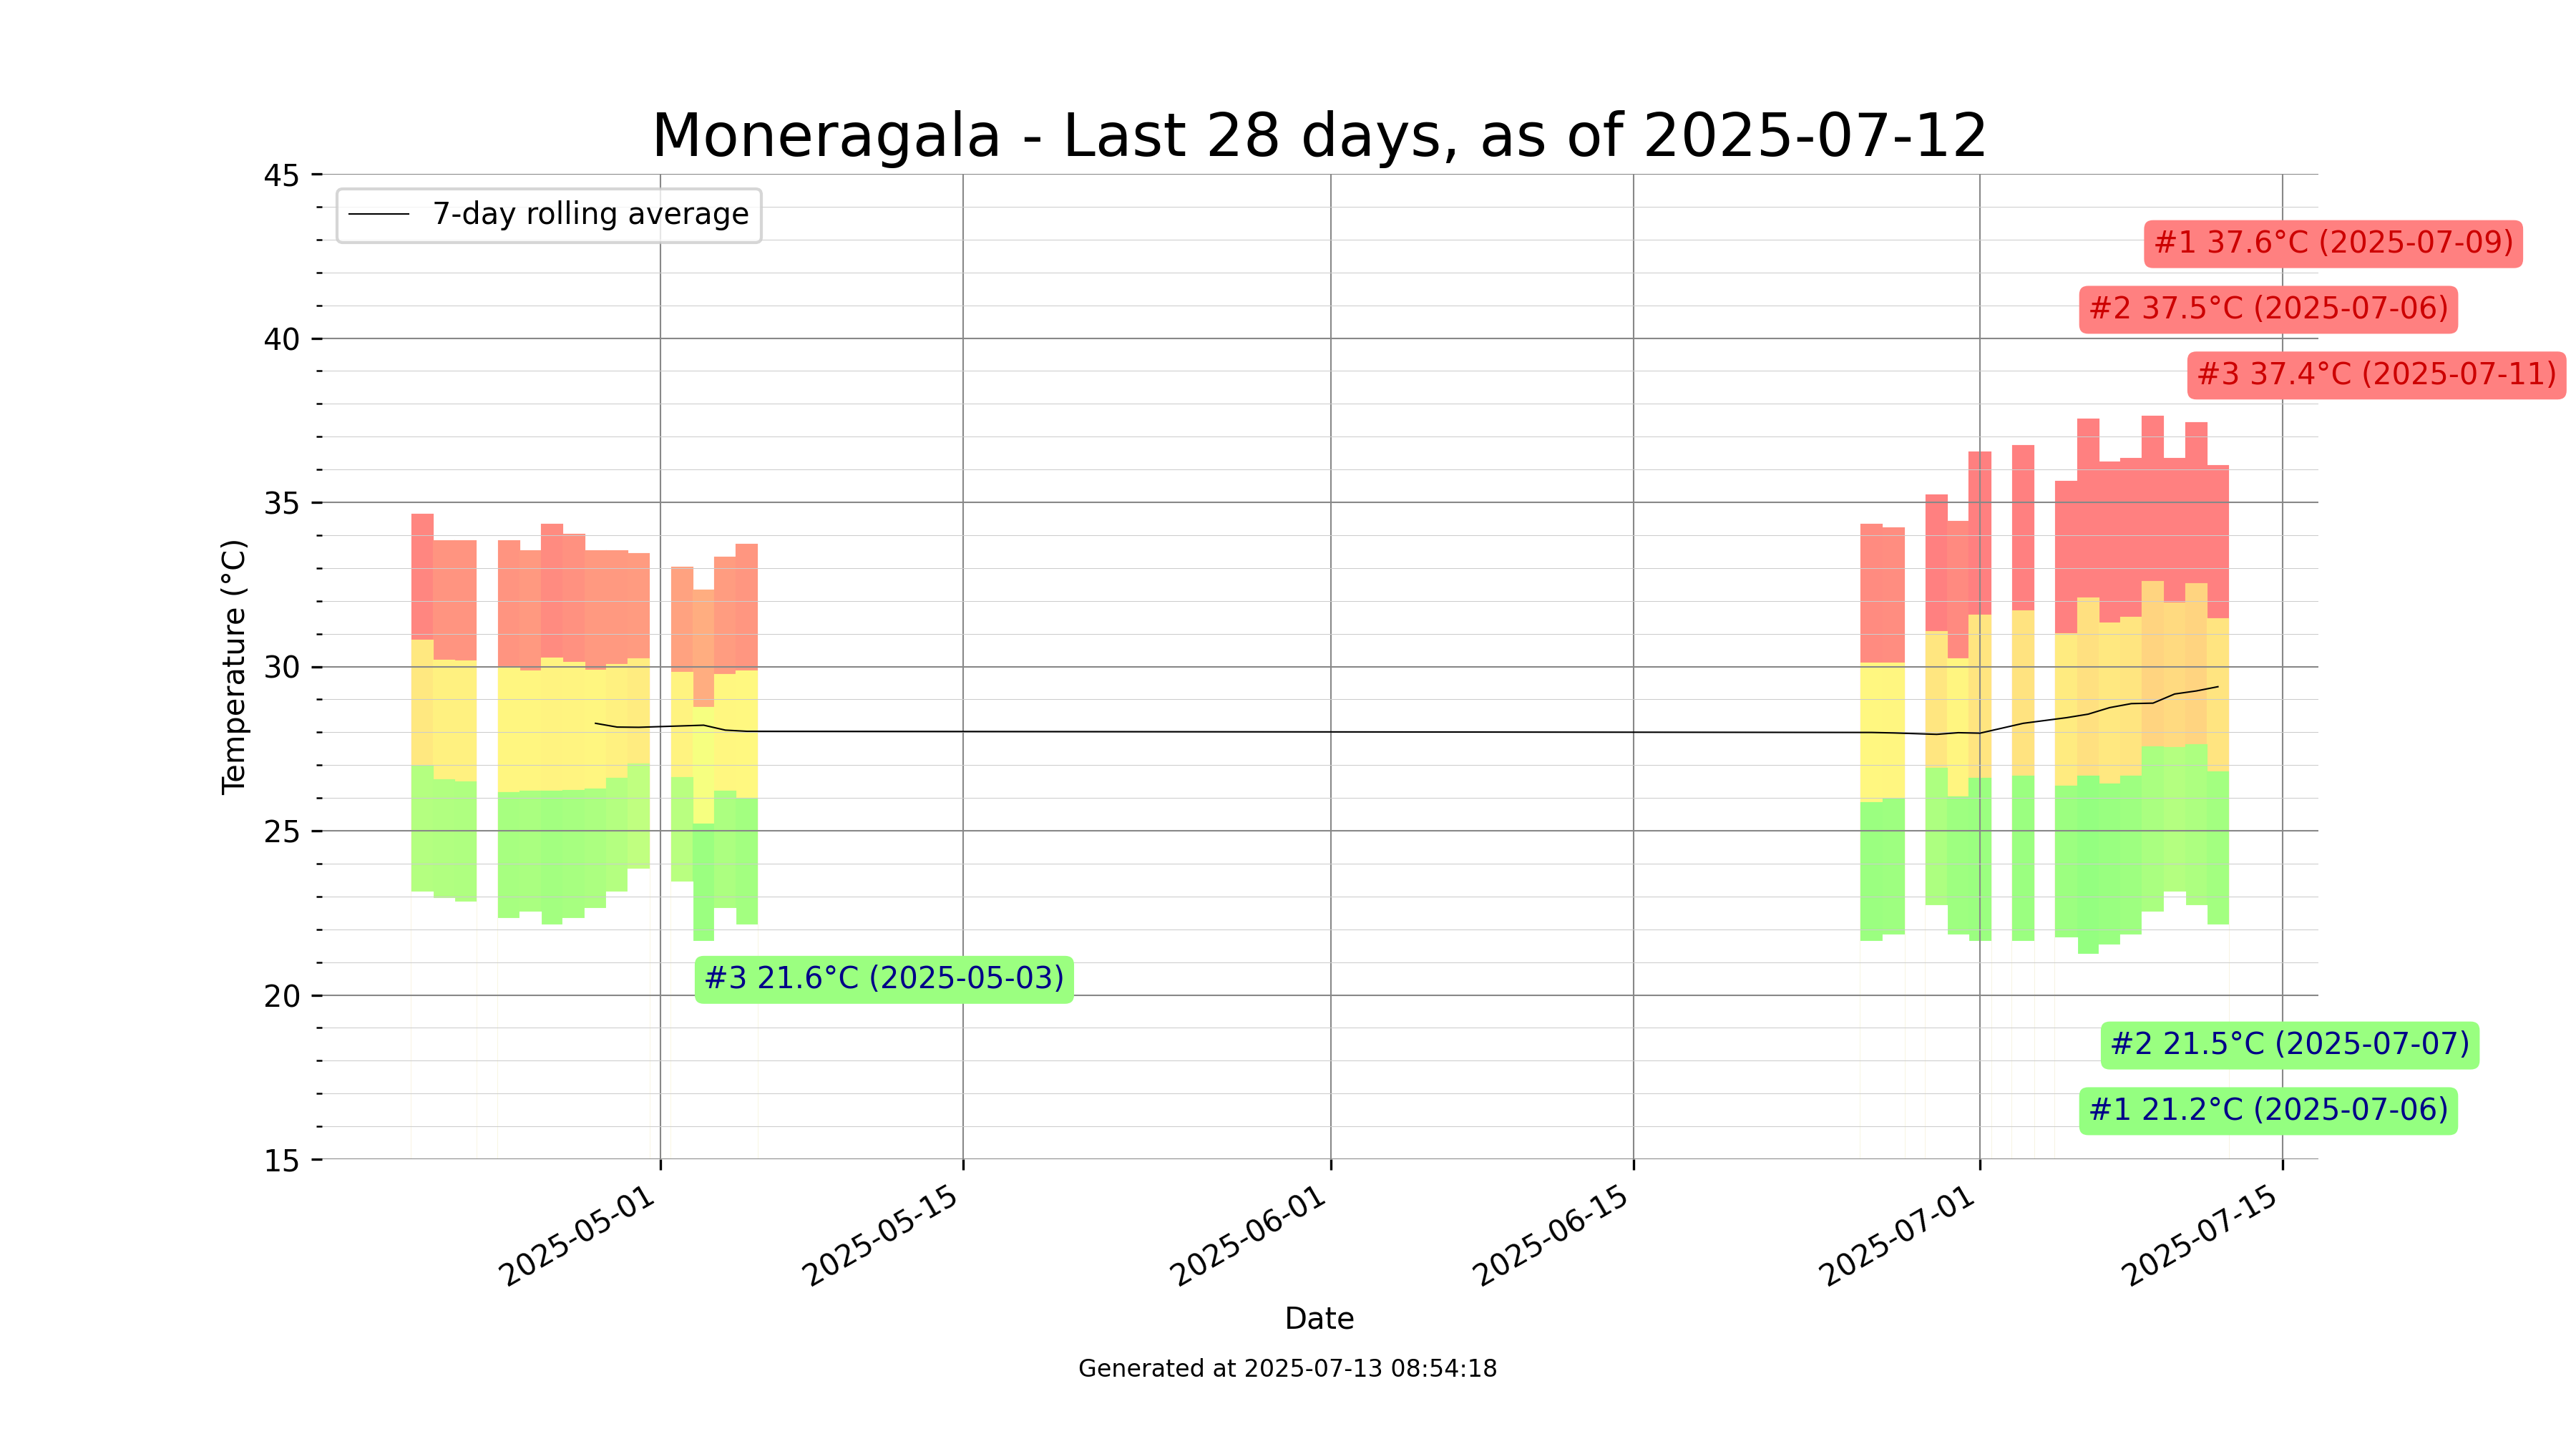 Moneragala - Last 28 days, as of 2025-07-12
45
7-day rolling average
#1 37.6°C (2025-07-09)
#2 37.5°C (2025-07-06)
40
#3 37.4°C (2025-07-11)
35
Temperature (°C)
30
25
#3 21.6°C (2025-05-03)
20
#2 21.5°C (2025-07-07)
#1 21.2°C (2025-07-06)
15
2025-05-01
2025-05-15
2025-06-01
2025-06-15
2025-07-01
2025-07-15
Date
Generated at 2025-07-13 08:54:18